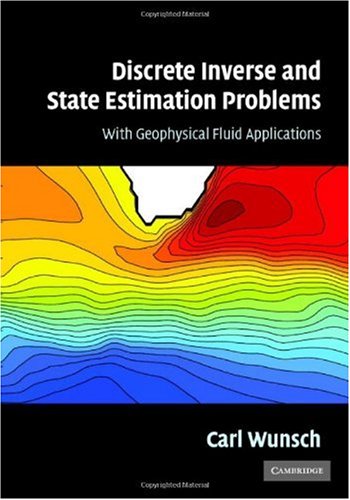 Discrete Inverse and
State Estimation Problems
With Geophysical Fluid Applications
Carl Wunsch
CAMBRIDGE